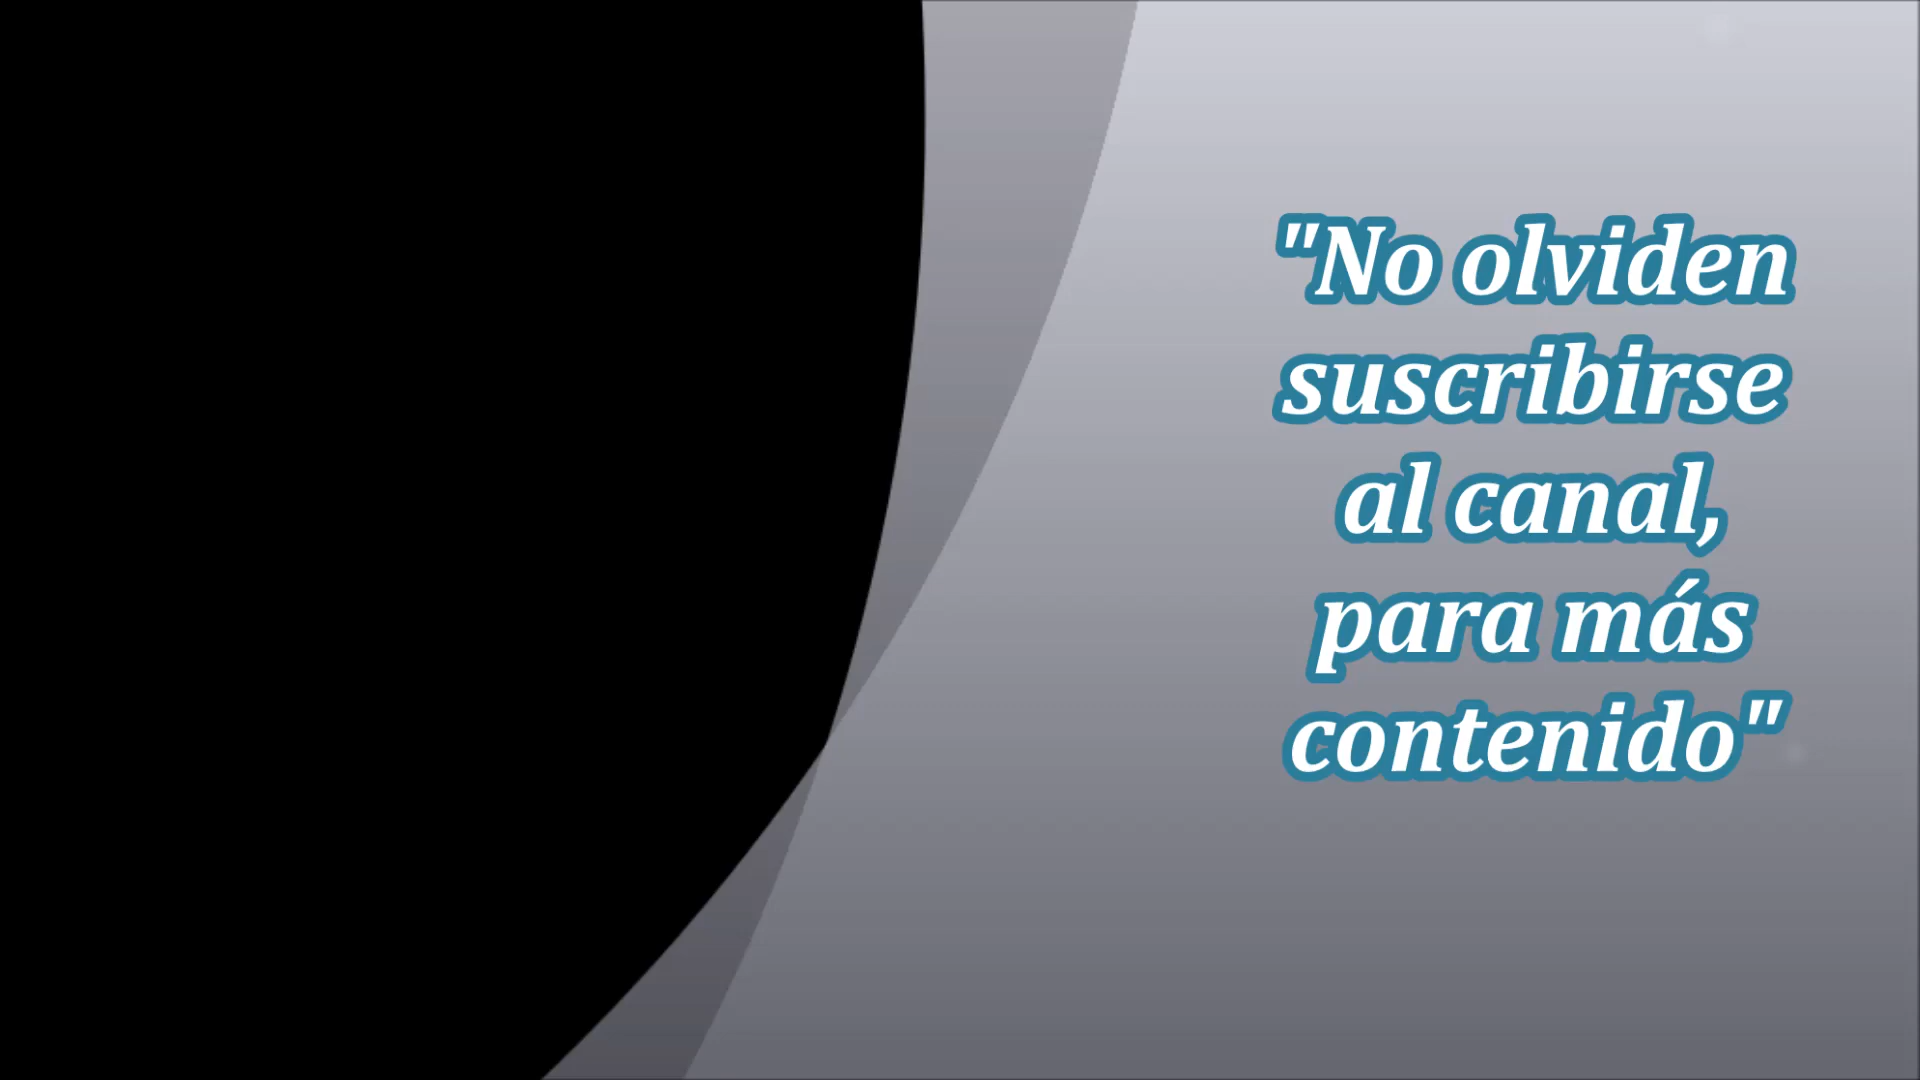 "No olviden
suscribirse
al canal,
para más
contenido"